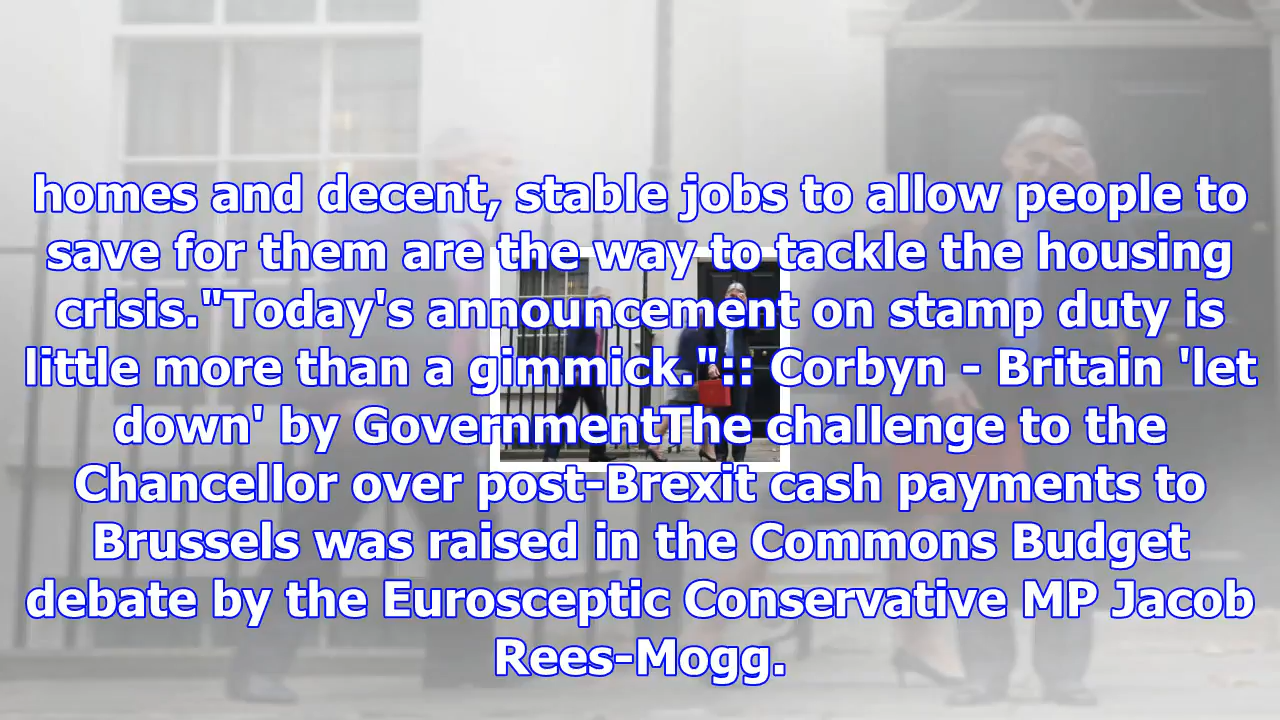 homes and decent, stable jobs to allow people to
save for them are the way to tackle the housing
crisis."Today's announcement on stamp duty is
little more than a gimmick.":: Corbyn - Britain 'let
down' by GovernmentThe challenge to the
Chancellor over post-Brexit cash payments to
Brussels was raised in the Commons Budget
debate by the Eurosceptic Conservative MP Jacob
Rees-Mogg.